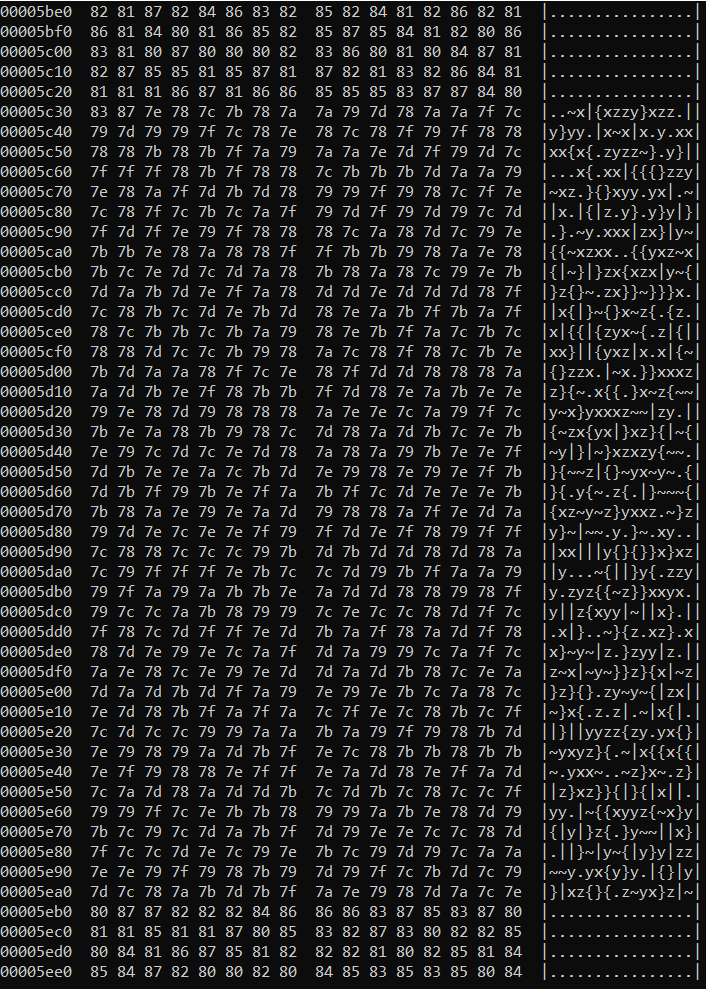 00005be0  82 81 87 82 84 86 83 82  85 82 84 81 82 86 82 81  |................|
00005bf0  86 81 84 80 81 86 85 82  85 87 85 84 81 82 80 86  |................|
00005c00  83 81 80 87 80 80 80 82  83 86 80 81 80 84 87 81  |................|
00005c10  82 87 85 85 81 85 87 81  87 82 81 83 82 86 84 81  |................|
00005c20  81 81 81 86 87 81 86 86  85 85 85 83 87 87 84 80  |................|
00005c30  83 87 7e 78 7c 7b 78 7a  7a 79 7d 78 7a 7a 7f 7c  |..~x|{xzzy}xzz.||
00005c40  79 7d 79 79 7f 7c 78 7e  78 7c 78 7f 79 7f 78 78  |y}yy.|x~x|x.y.xx|
00005c50  78 78 7b 78 7b 7f 7a 79  7a 7a 7e 7d 7f 79 7d 7c  |xx{x{.zyzz~}.y}||
00005c60  7f 7f 7f 78 7b 7f 78 78  7c 7b 7b 7b 7d 7a 7a 79  |...x{.xx|{{{}zzy|
00005c70  7e 78 7a 7f 7d 7b 7d 78  79 79 7f 79 78 7f 7c 7e  |~xz.}{}xyy.yx.|~|
00005c80  7c 78 7f 7c 7b 7c 7a 7f  79 7d 7f 79 7d 79 7c 7d  ||x.|{|z.y}.y}y|}|
00005c90  7f 7d 7f 7e 79 7f 78 78  78 7c 7a 78 7d 7c 79 7e  |.}.~y.xxx|zx}|y~|
00005ca0  7b 7b 7e 78 7a 78 78 7f  7f 7b 7b 79 78 7a 7e 78  |{{~xzxx..{{yxz~x|
00005cb0  7b 7c 7e 7d 7c 7d 7a 78  7b 78 7a 78 7c 79 7e 7b  |{|~}|}zx{xzx|y~{|
00005cc0  7d 7a 7b 7d 7e 7f 7a 78  7d 7d 7e 7d 7d 7d 78 7f  |}z{}~.zx}}~}}}x.|
00005cd0  7c 78 7b 7c 7d 7e 7b 7d  78 7e 7a 7b 7f 7b 7a 7f  ||x{|}~{}x~z{.{z.|
00005ce0  78 7c 7b 7b 7c 7b 7a 79  78 7e 7b 7f 7a 7c 7b 7c  |x|{{|{zyx~{.z|{||
00005cf0  78 78 7d 7c 7c 7b 79 78  7a 7c 78 7f 78 7c 7b 7e  |xx}||{yxz|x.x|{~|
00005d00  7b 7d 7a 7a 78 7f 7c 7e  78 7f 7d 7d 78 78 78 7a  |{}zzx.|~x.}}xxxz|
00005d10  7a 7d 7b 7e 7f 78 7b 7b  7f 7d 78 7e 7a 7b 7e 7e  |z}{~.x{{.}x~z{~~|
00005d20  79 7e 78 7d 79 78 78 78  7a 7e 7e 7c 7a 79 7f 7c  |y~x}yxxxz~~|zy.||
00005d30  7b 7e 7a 78 7b 79 78 7c  7d 78 7a 7d 7b 7c 7e 7b  |{~zx{yx|}xz}{|~{|
00005d40  7e 79 7c 7d 7c 7e 7d 78  7a 78 7a 79 7b 7e 7e 7f  |~y|}|~}xzxzy{~~.|
00005d50  7d 7b 7e 7e 7a 7c 7b 7d  7e 79 78 7e 79 7e 7f 7b  |}{~~z|{}~yx~y~.{|
00005d60  7d 7b 7f 79 7b 7e 7f 7a  7b 7f 7c 7d 7e 7e 7e 7b  |}{.y{~.z{.|}~~~{|
00005d70  7b 78 7a 7e 79 7e 7a 7d  79 78 78 7a 7f 7e 7d 7a  |{xz~y~z}yxxz.~}z|
00005d80  79 7d 7e 7c 7e 7e 7f 79  7f 7d 7e 7f 78 79 7f 7f  |y}~|~~.y.}~.xy..|
00005d90  7c 78 78 7c 7c 7c 79 7b  7d 7b 7d 7d 78 7d 78 7a  ||xx|||y{}{}}x}xz|
00005da0  7c 79 7f 7f 7f 7e 7b 7c  7c 7d 79 7b 7f 7a 7a 79  ||y...~{||}y{.zzy|
00005db0  79 7f 7a 79 7a 7b 7b 7e  7a 7d 7d 78 78 79 78 7f  |y.zyz{{~z}}xxyx.|
00005dc0  79 7c 7c 7a 7b 78 79 79  7c 7e 7c 7c 78 7d 7f 7c  |y||z{xyy|~||x}.||
00005dd0  7f 78 7c 7d 7f 7f 7e 7d  7b 7a 7f 78 7a 7d 7f 78  |.x|}..~}{z.xz}.x|
00005de0  78 7d 7e 79 7e 7c 7a 7f  7d 7a 79 79 7c 7a 7f 7c  |x}~y~|z.}zyy|z.||
00005df0  7a 7e 78 7c 7e 79 7e 7d  7d 7a 7d 7b 78 7c 7e 7a  |z~x|~y~}}z}{x|~z|
00005e00  7d 7a 7d 7b 7d 7f 7a 79  7e 79 7e 7b 7c 7a 78 7c  |}z}{}.zy~y~{|zx||
00005e10  7e 7d 78 7b 7f 7a 7f 7a  7c 7f 7e 7c 78 7b 7c 7f  |~}x{.z.z|.~|x{|.|
00005e20  7c 7d 7c 7c 79 79 7a 7a  7b 7a 79 7f 79 78 7b 7d  ||}||yyzz{zy.yx{}|
00005e30  7e 79 78 79 7a 7d 7b 7f  7e 7c 78 7b 7b 78 7b 7b  |~yxyz}{.~|x{{x{{|
00005e40  7e 7f 79 78 78 7e 7f 7f  7e 7a 7d 78 7e 7f 7a 7d  |~.yxx~..~z}x~.z}|
00005e50  7c 7a 7d 78 7a 7d 7d 7b  7c 7d 7b 7c 78 7c 7c 7f  ||z}xz}}{|}{|x||.|
00005e60  79 79 7f 7c 7e 7b 7b 78  79 79 7a 7b 7e 78 7d 79  |yy.|~{{xyyz{~x}y|
00005e70  7b 7c 79 7c 7d 7a 7b 7f  7d 79 7e 7e 7c 7c 78 7d  |{|y|}z{.}y~~||x}|
00005e80  7f 7c 7c 7d 7e 7c 79 7e  7b 7c 79 7d 79 7c 7a 7a  |.||}~|y~{|y}y|zz|
00005e90  7e 7e 79 7f 79 78 7b 79  7d 79 7f 7c 7b 7d 7c 79  |~~y.yx{y}y.|{}|y|
00005ea0  7d 7c 78 7a 7b 7d 7b 7f  7a 7e 79 78 7d 7a 7c 7e  |}|xz{}{.z~yx}z|~|
00005eb0  80 87 87 82 82 82 84 86  86 86 83 87 85 83 87 80  |................|
00005ec0  81 81 85 81 81 87 80 85  83 82 87 83 80 82 82 85  |................|
00005ed0  80 84 81 86 87 85 81 82  82 82 81 80 82 85 81 84  |................|
00005ee0  85 84 87 82 80 80 82 80  84 85 83 85 83 85 80 84  |................|